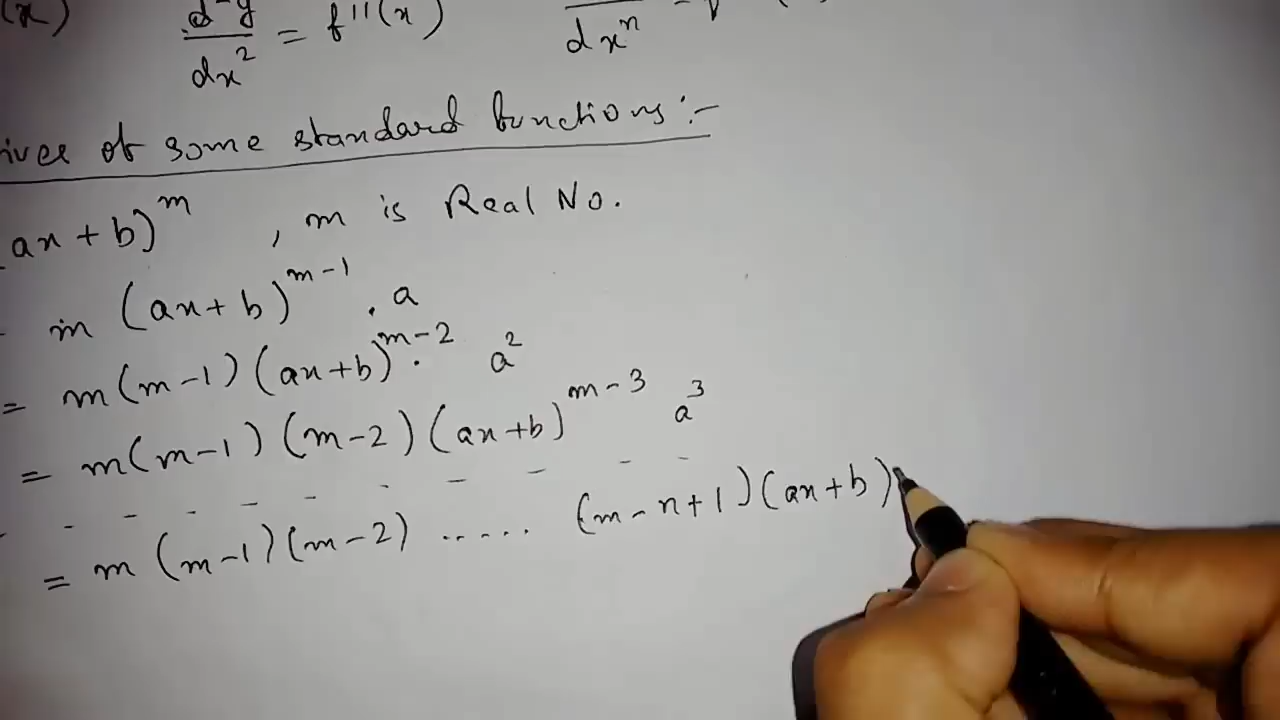 (x) d²y/dx² = f''(x) dxⁿ
of some standard functions :-
ax + b)^m , m is Real No.
m (ax + b)^{m-1} . a
= m(m-1)(ax+b)^{m-2} . a²
= m(m-1)(m-2)(ax+b)^{m-3} a³
- - - - - - - - - -
= m (m-1)(m-2) ..... (m-n+1)(ax+b)